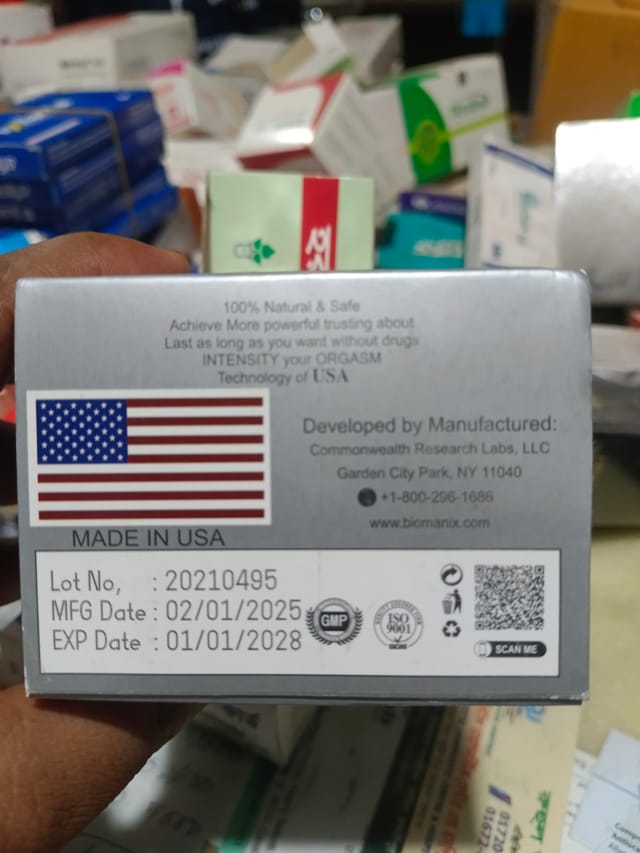 100% Natural & Safe
Achieve More powerful trusting about
Last as long as you want without drugs
INTENSITY your ORGASM
Technology of USA
Developed by Manufactured:
Commonwealth Research Labs, LLC
Garden City Park, NY 11040
+1-800-296-1686
www.biomanix.com
MADE IN USA
Lot No, : 20210495
MFG Date : 02/01/2025
EXP Date : 01/01/2028
GMP
ISO
9001
SCAN ME